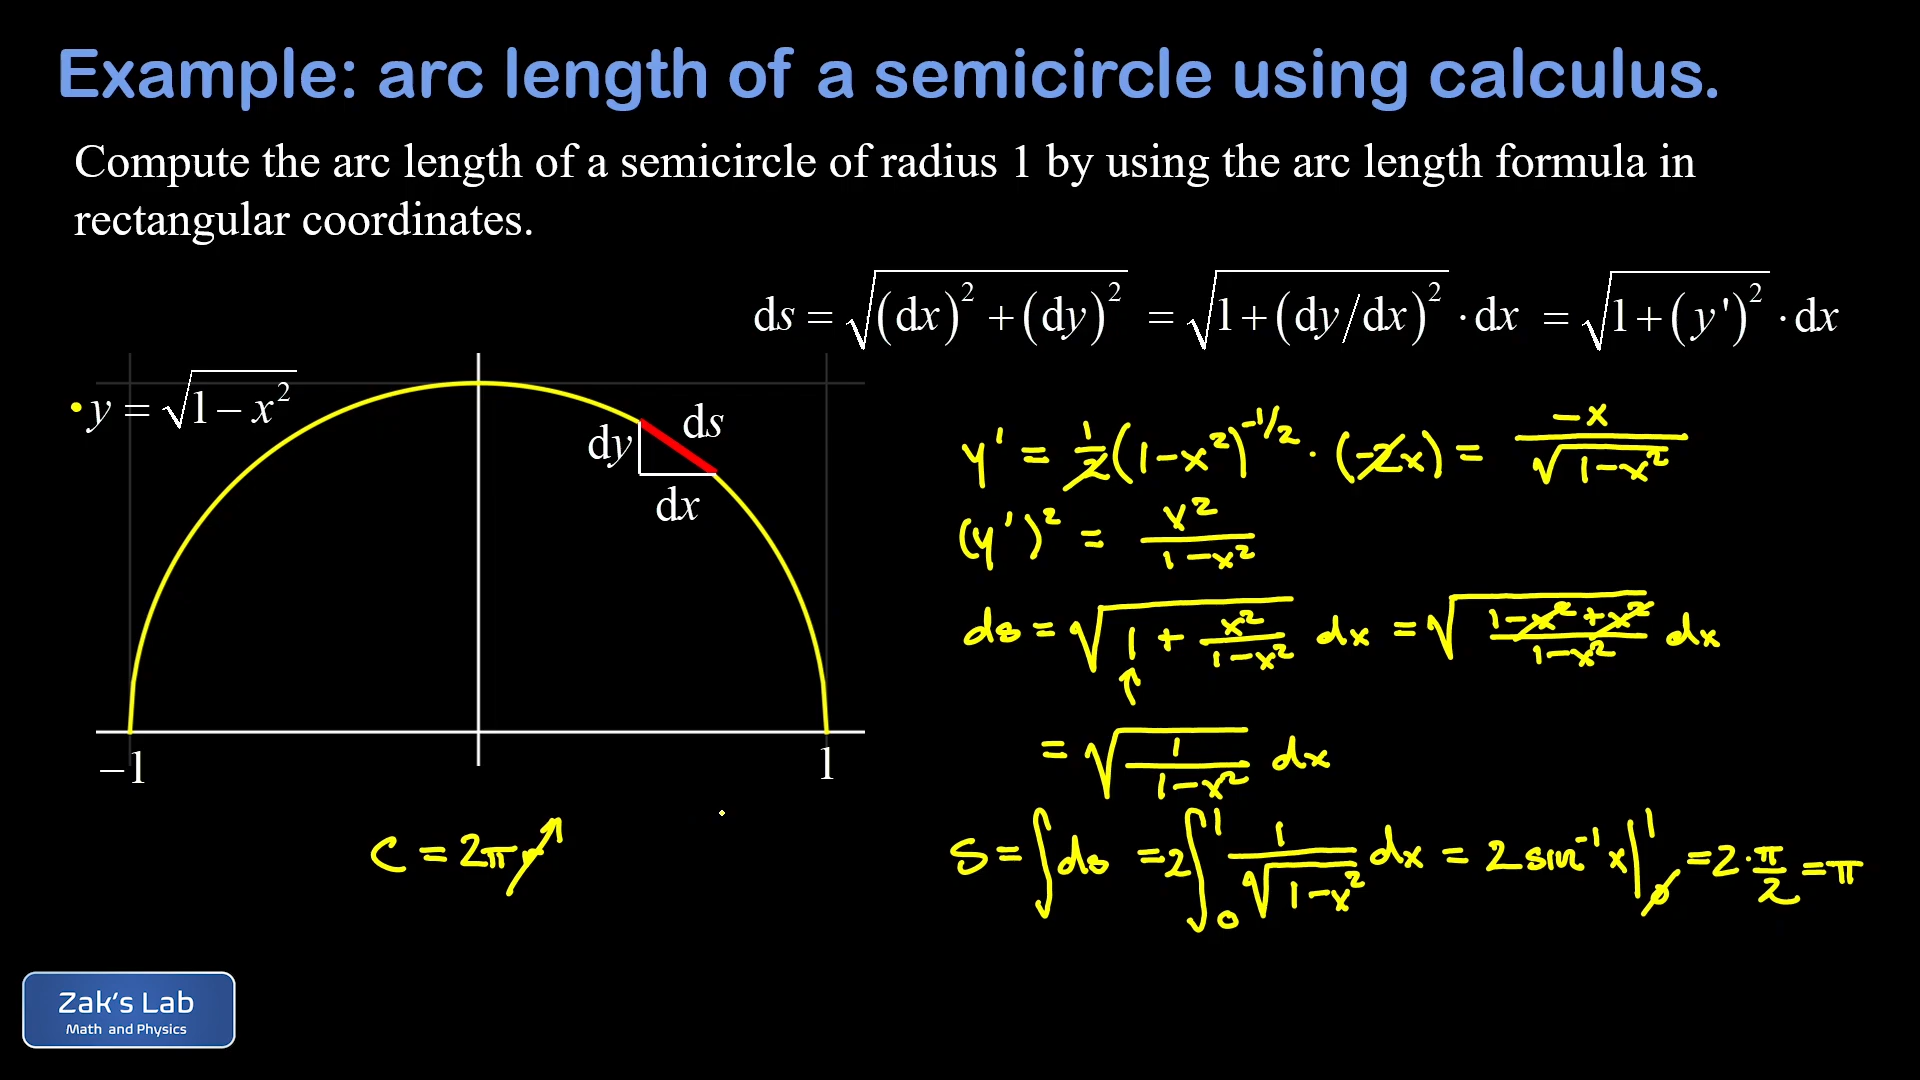 Example: arc length of a semicircle using calculus.
Compute the arc length of a semicircle of radius 1 by using the arc length formula in
rectangular coordinates.
ds = √((dx)² + (dy)²) = √(1 + (dy/dx)²) · dx = √(1 + (y')²) · dx
• y = √(1 − x²)
ds
dy
dx
−1
1
y' = 1/2 (1−x²)^(−1/2) · (−2x) = −x/√(1−x²)
(y')² = x²/(1−x²)
ds = √(1 + x²/(1−x²)) dx = √((1−x²+x²)/(1−x²)) dx
= √(1/(1−x²)) dx
C = 2πr
S = ∫ds = 2∫₀¹ 1/√(1−x²) dx = 2 sin⁻¹x |₀¹ = 2·π/2 = π
Zak's Lab
Math and Physics